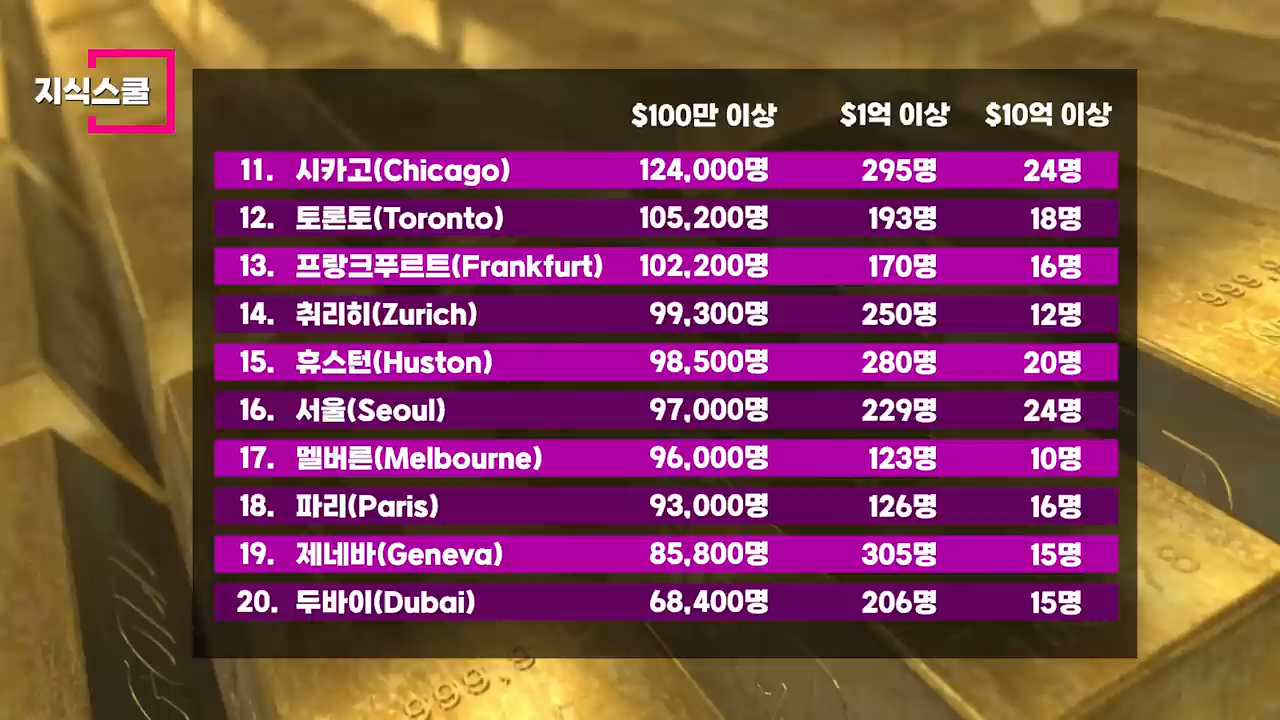 지식스쿨
$100만 이상 $1억 이상 $10억 이상
11. 시카고(Chicago) 124,000명 295명 24명
12. 토론토(Toronto) 105,200명 193명 18명
13. 프랑크푸르트(Frankfurt) 102,200명 170명 16명
14. 취리히(Zurich) 99,300명 250명 12명
15. 휴스턴(Huston) 98,500명 280명 20명
16. 서울(Seoul) 97,000명 229명 24명
17. 멜버른(Melbourne) 96,000명 123명 10명
18. 파리(Paris) 93,000명 126명 16명
19. 제네바(Geneva) 85,800명 305명 15명
20. 두바이(Dubai) 68,400명 206명 15명
999,9
999,9